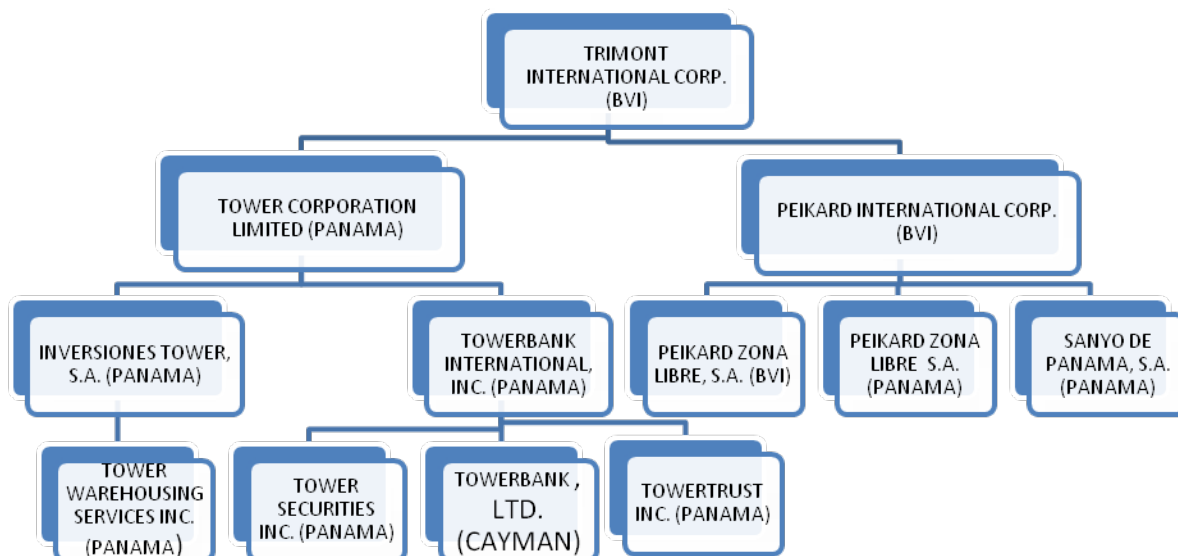 TRIMONT
INTERNATIONAL CORP.
(BVI)
TOWER CORPORATION
LIMITED (PANAMA)
PEIKARD INTERNATIONAL CORP.
(BVI)
INVERSIONES TOWER,
S.A. (PANAMA)
TOWERBANK
INTERNATIONAL,
INC. (PANAMA)
PEIKARD ZONA
LIBRE, S.A. (BVI)
PEIKARD ZONA
LIBRE S.A.
(PANAMA)
SANYO DE
PANAMA, S.A.
(PANAMA)
TOWER
WAREHOUSING
SERVICES INC.
(PANAMA)
TOWER
SECURITIES
INC. (PANAMA)
TOWERBANK ,
LTD.
(CAYMAN)
TOWERTRUST
INC. (PANAMA)